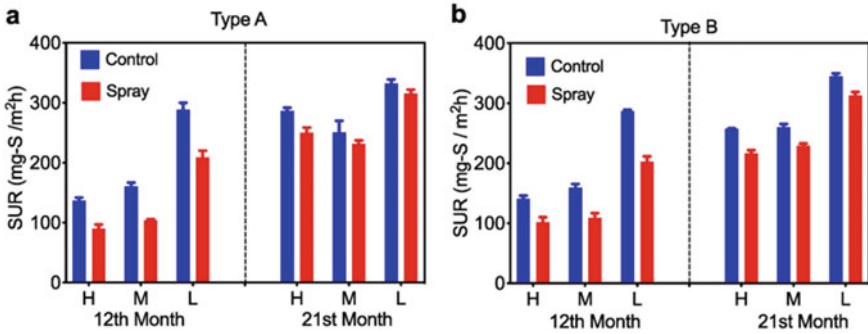 a
Type A
SUR (mg-S /m²h)
400
300
200
100
0
Control
Spray
H M L H M L
12th Month 21st Month
b
Type B
SUR (mg-S / m²h)
400
300
200
100
0
Control
Spray
H M L H M L
12th Month 21st Month